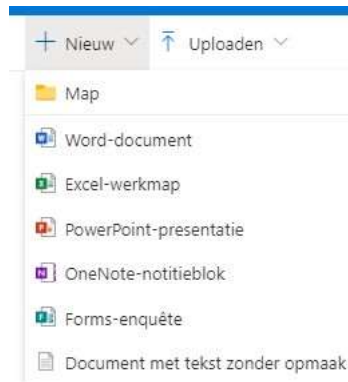 Nieuw Uploaden
Map
Word-document
Excel-werkmap
PowerPoint-presentatie
OneNote-notitieblok
Forms-enquête
Document met tekst zonder opmaak